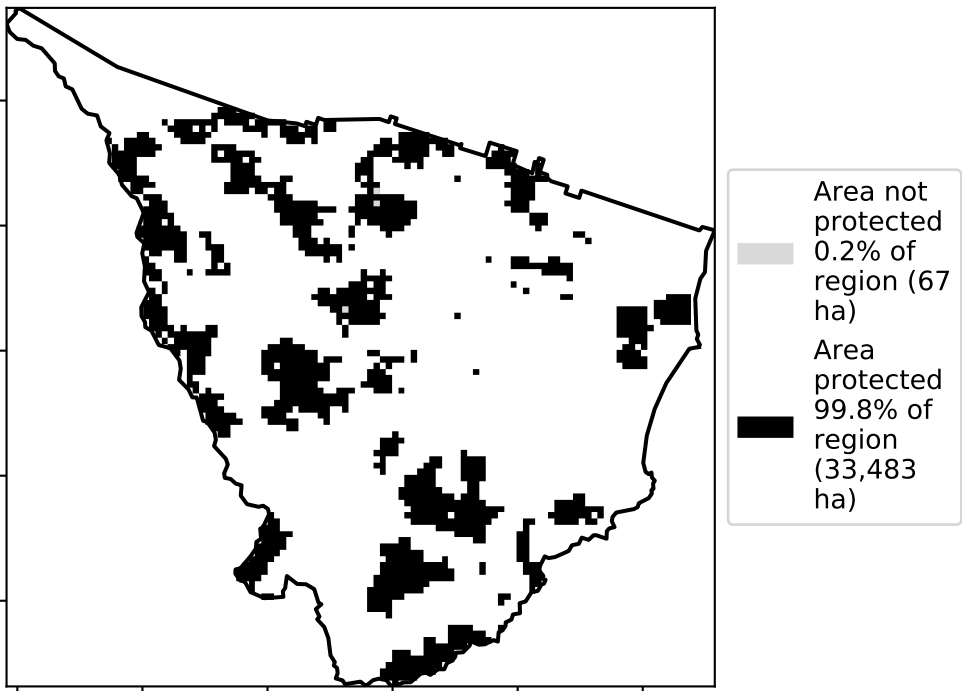 Area not
protected
0.2% of
region (67
ha)
Area
protected
99.8% of
region
(33,483
ha)